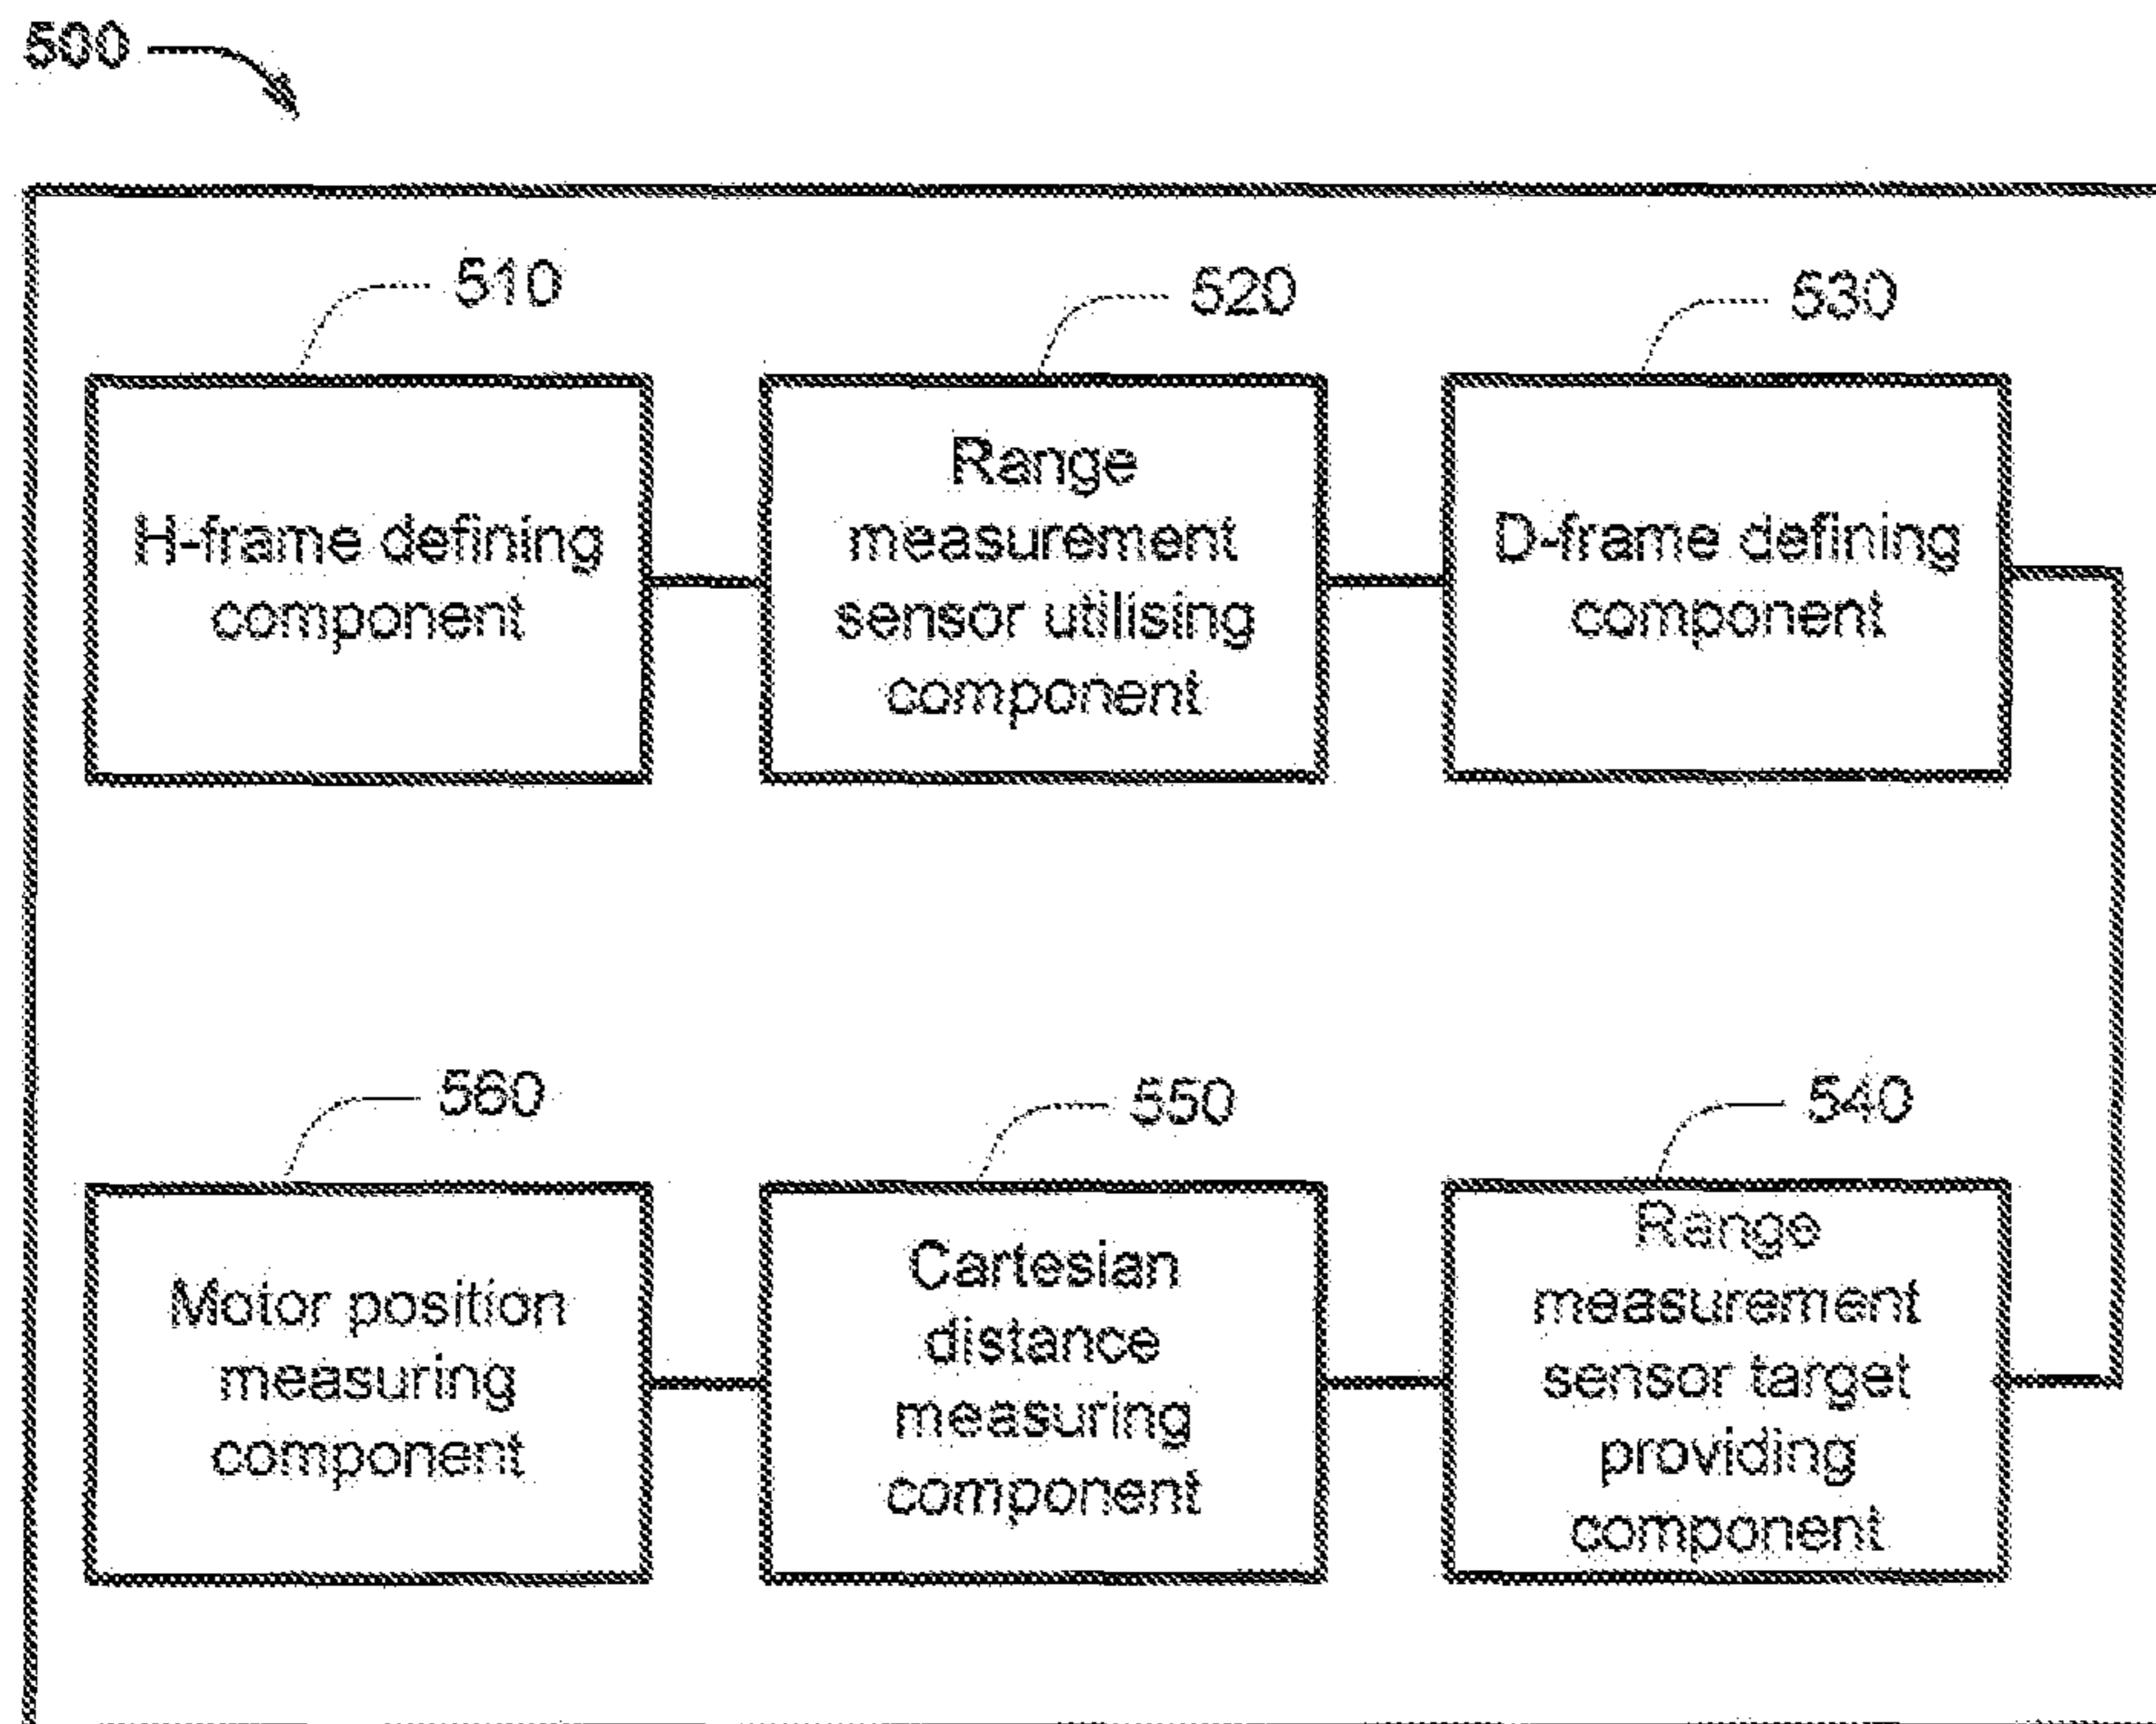 500
510
520
530
H-frame defining
component
Range
measurement
sensor utilising
component
D-frame defining
component
560
550
540
Motor position
measuring
component
Cartesian
distance
measuring
component
Range
measurement
sensor target
providing
component